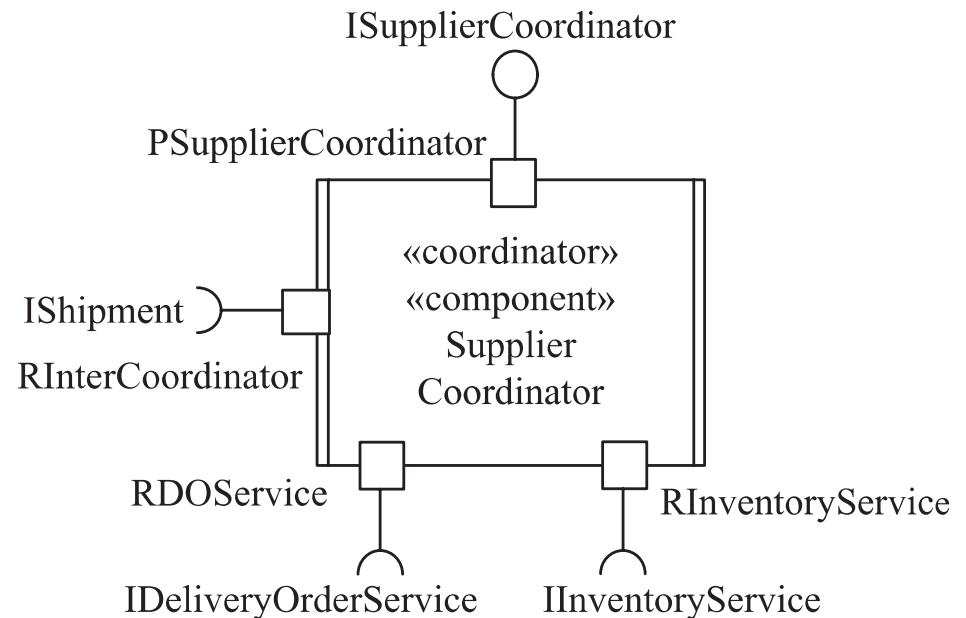 ISupplierCoordinator
PSupplierCoordinator
«coordinator»
«component»
Supplier
Coordinator
IShipment
RInterCoordinator
RDOService
RInventoryService
IDeliveryOrderService
IInventoryService